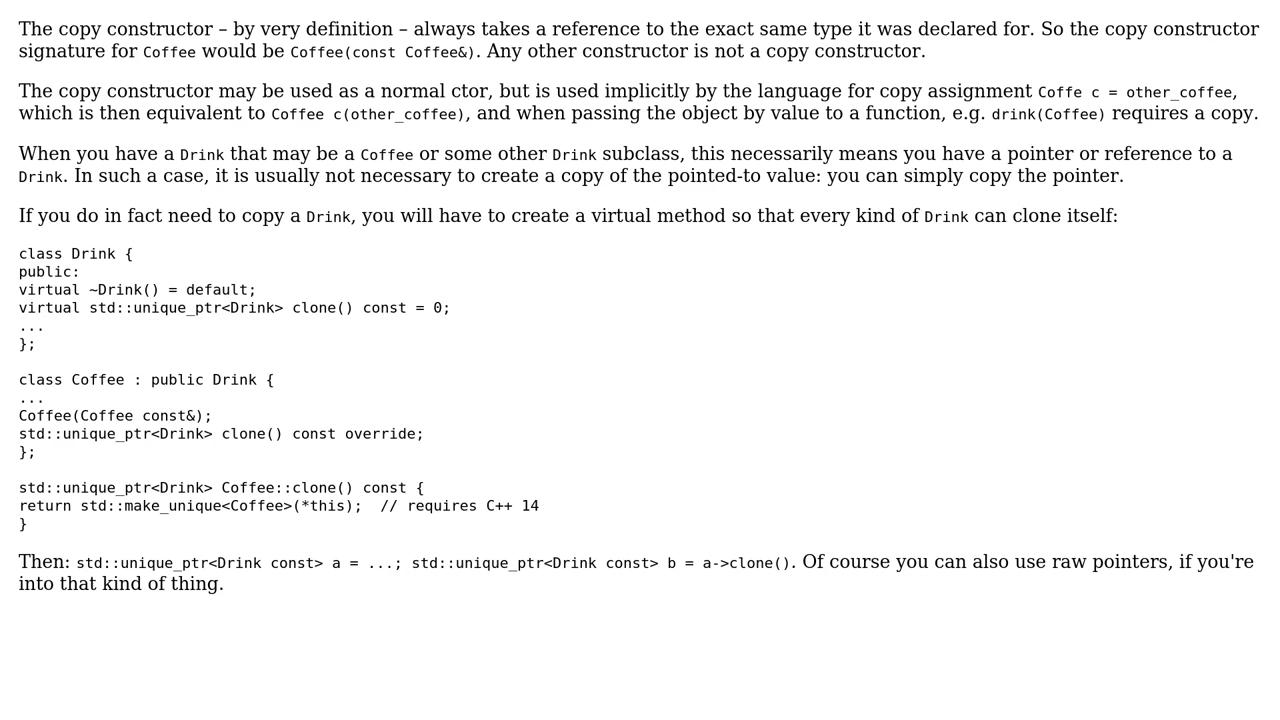 The copy constructor – by very definition – always takes a reference to the exact same type it was declared for. So the copy constructor
signature for Coffee would be Coffee(const Coffee&). Any other constructor is not a copy constructor.
The copy constructor may be used as a normal ctor, but is used implicitly by the language for copy assignment Coffe c = other_coffee,
which is then equivalent to Coffee c(other_coffee), and when passing the object by value to a function, e.g. drink(Coffee) requires a copy.
When you have a Drink that may be a Coffee or some other Drink subclass, this necessarily means you have a pointer or reference to a
Drink. In such a case, it is usually not necessary to create a copy of the pointed-to value: you can simply copy the pointer.
If you do in fact need to copy a Drink, you will have to create a virtual method so that every kind of Drink can clone itself:
class Drink {
public:
virtual ~Drink() = default;
virtual std::unique_ptr<Drink> clone() const = 0;
...
};
class Coffee : public Drink {
...
Coffee(Coffee const&);
std::unique_ptr<Drink> clone() const override;
};
std::unique_ptr<Drink> Coffee::clone() const {
return std::make_unique<Coffee>(*this);  // requires C++ 14
}
Then: std::unique_ptr<Drink const> a = ...; std::unique_ptr<Drink const> b = a->clone(). Of course you can also use raw pointers, if you're
into that kind of thing.